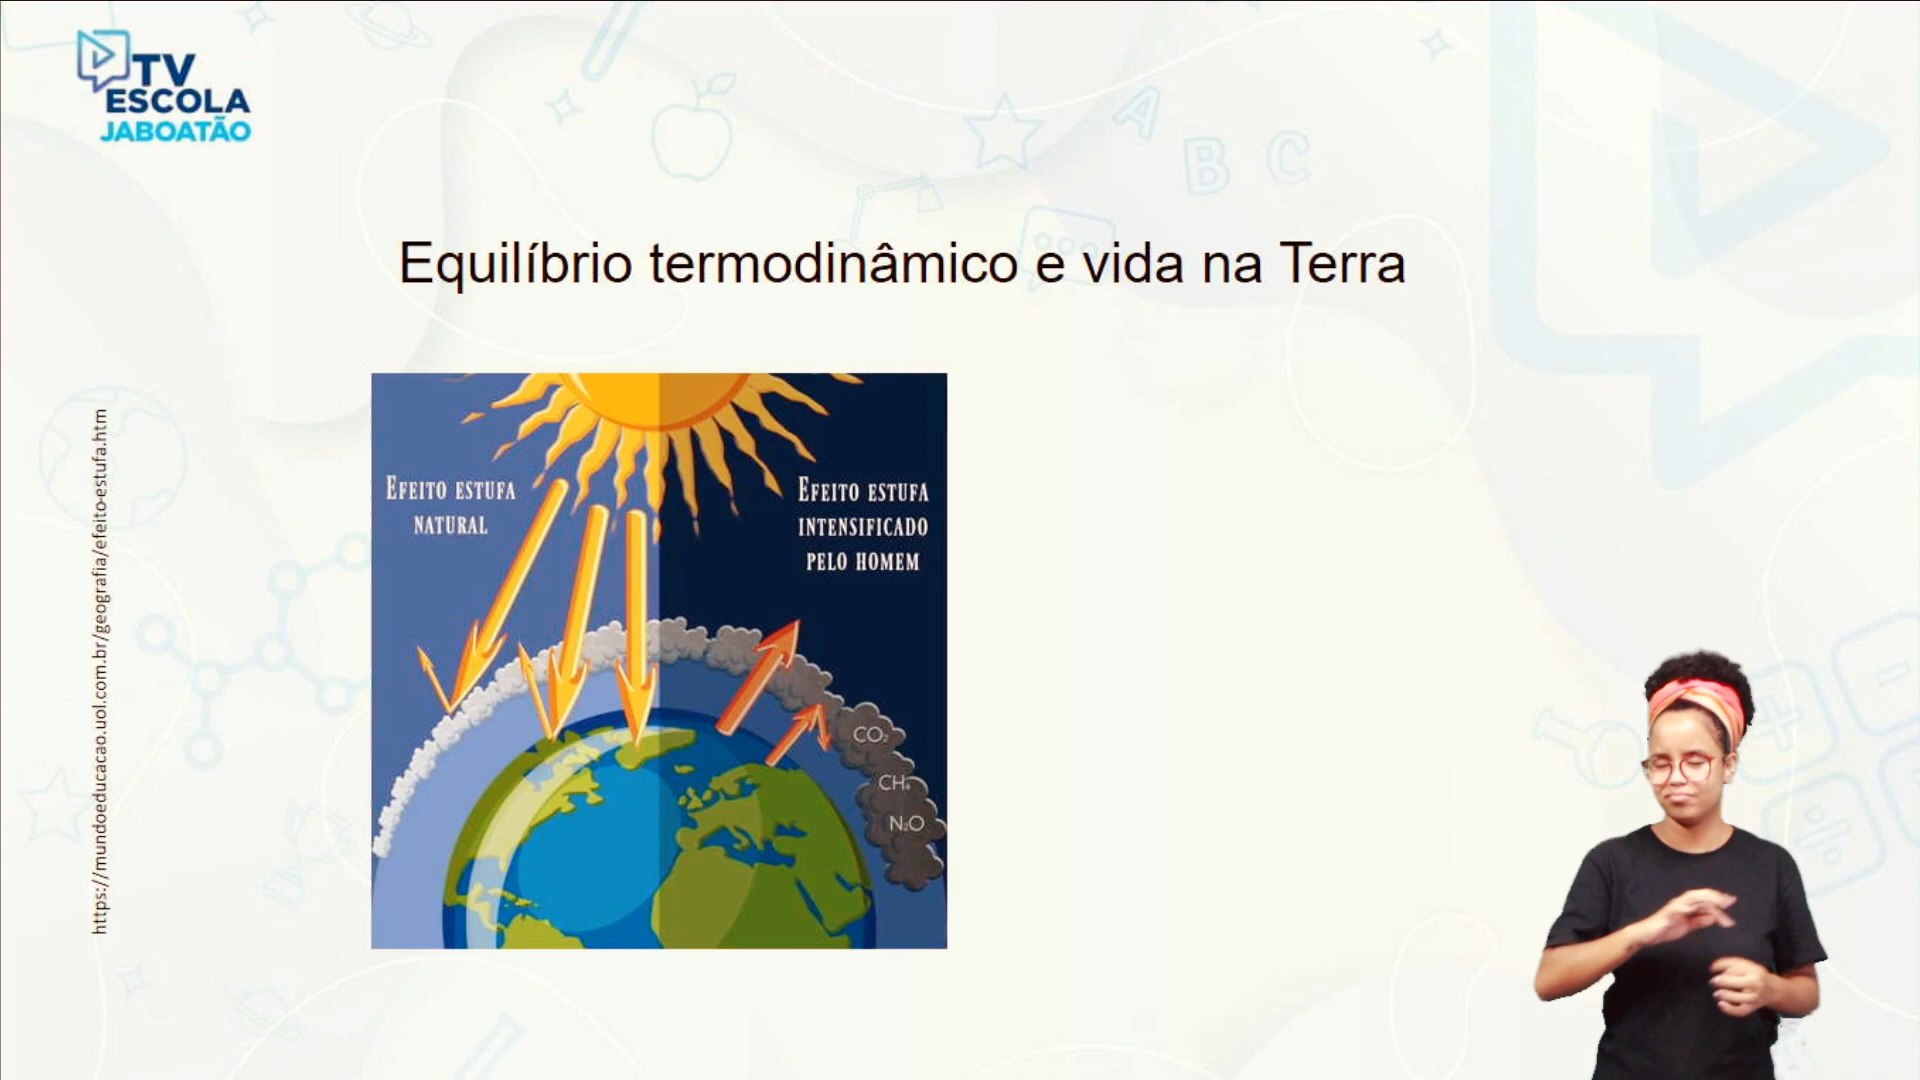 TV
ESCOLA
JABOATÃO
Equilíbrio termodinâmico e vida na Terra
https://mundoeducacao.uol.com.br/geografia/efeito-estufa.htm
EFEITO ESTUFA
NATURAL
EFEITO ESTUFA
INTENSIFICADO
PELO HOMEM
CO₂
CH₄
N₂O
A
B
C